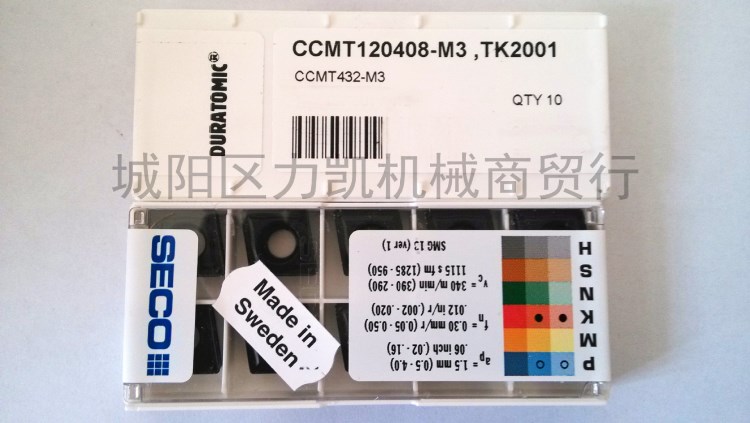 DURATOMIC®
CCMT120408-M3 ,TK2001
CCMT432-M3
QTY 10
城阳区力凯机械商贸行
SECO
Made in
Sweden
P
M
K
N
S
H
ap = 1.5 mm (0.5 - 4.0)
.06 inch (.02 - .16)
fn = 0.30 mm/rev (0.05 - 0.50)
.012 in/rev (.002 - .020)
vc = 340 m/min (390 - 290)
1115 s fm (1285 - 950)
SMG 13 (ver 1)